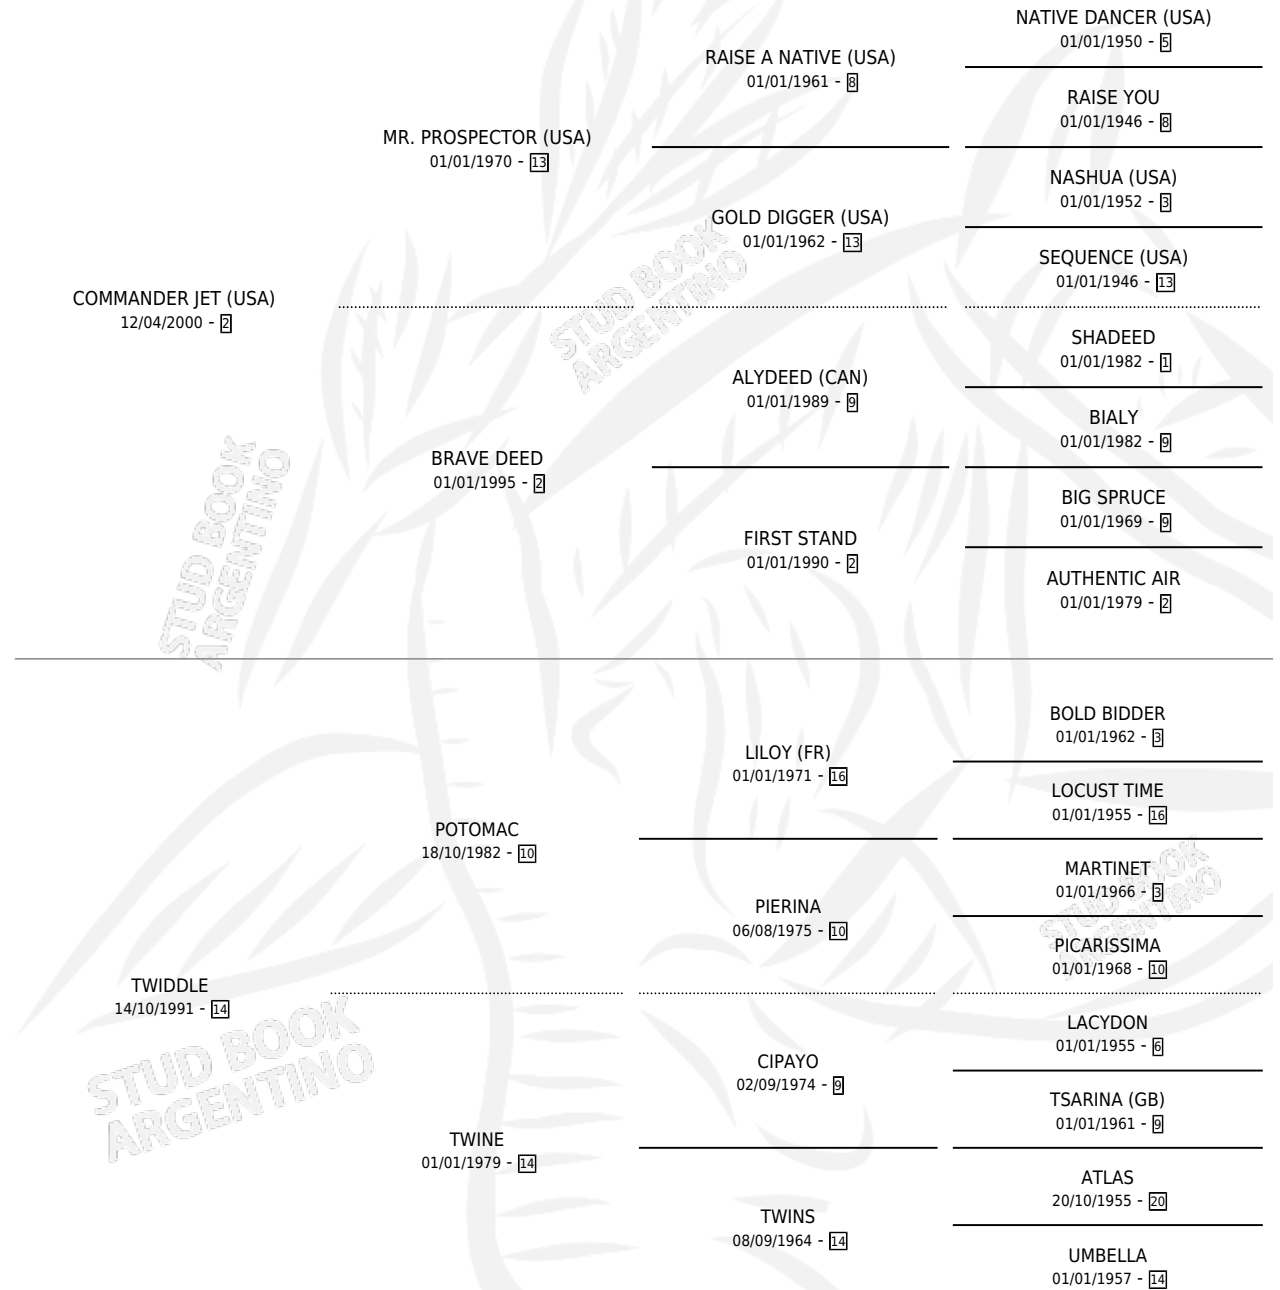 NATIVE DANCER (USA)
01/01/1950 - 5
RAISE A NATIVE (USA)
01/01/1961 - 8
RAISE YOU
01/01/1946 - 8
MR. PROSPECTOR (USA)
01/01/1970 - 13
NASHUA (USA)
01/01/1952 - 3
GOLD DIGGER (USA)
01/01/1962 - 13
SEQUENCE (USA)
01/01/1946 - 13
COMMANDER JET (USA)
12/04/2000 - 2
STUD BOOK
ARGENTINO
SHADEED
01/01/1982 - 1
ALYDEED (CAN)
01/01/1989 - 9
BIALY
01/01/1982 - 9
BRAVE DEED
01/01/1995 - 2
BIG SPRUCE
01/01/1969 - 9
FIRST STAND
01/01/1990 - 2
AUTHENTIC AIR
01/01/1979 - 2
STUD BOOK
ARGENTINO
BOLD BIDDER
01/01/1962 - 3
LILOY (FR)
01/01/1971 - 16
LOCUST TIME
01/01/1955 - 16
POTOMAC
18/10/1982 - 10
MARTINET
01/01/1966 - 3
PIERINA
06/08/1975 - 10
PICARISSIMA
01/01/1968 - 10
STUD BOOK
ARGENTINO
TWIDDLE
14/10/1991 - 14
LACYDON
01/01/1955 - 6
CIPAYO
02/09/1974 - 9
TSARINA (GB)
01/01/1961 - 9
STUD BOOK
ARGENTINO
TWINE
01/01/1979 - 14
ATLAS
20/10/1955 - 20
TWINS
08/09/1964 - 14
UMBELLA
01/01/1957 - 14